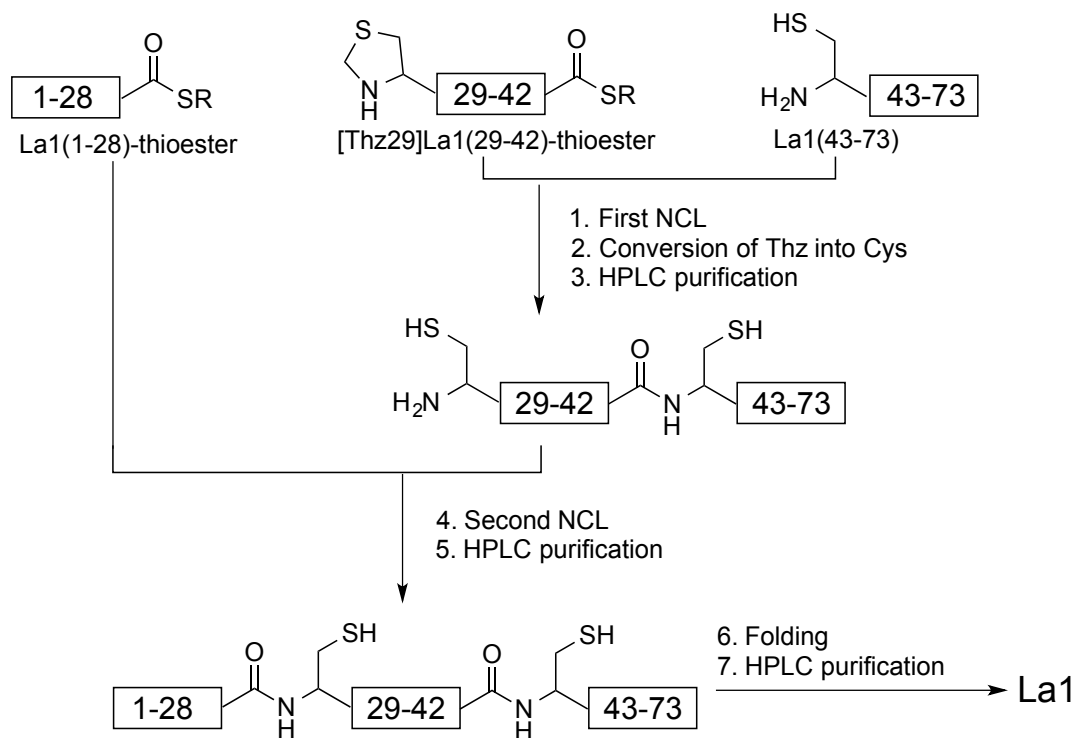 O
1-28
SR
La1(1-28)-thioester
S
N
H
29-42
O
SR
[Thz29]La1(29-42)-thioester
HS
H₂N
43-73
La1(43-73)
1. First NCL
2. Conversion of Thz into Cys
3. HPLC purification
HS
H₂N
29-42
O
N
H
SH
43-73
4. Second NCL
5. HPLC purification
1-28
O
N
H
SH
29-42
O
N
H
SH
43-73
6. Folding
7. HPLC purification
La1